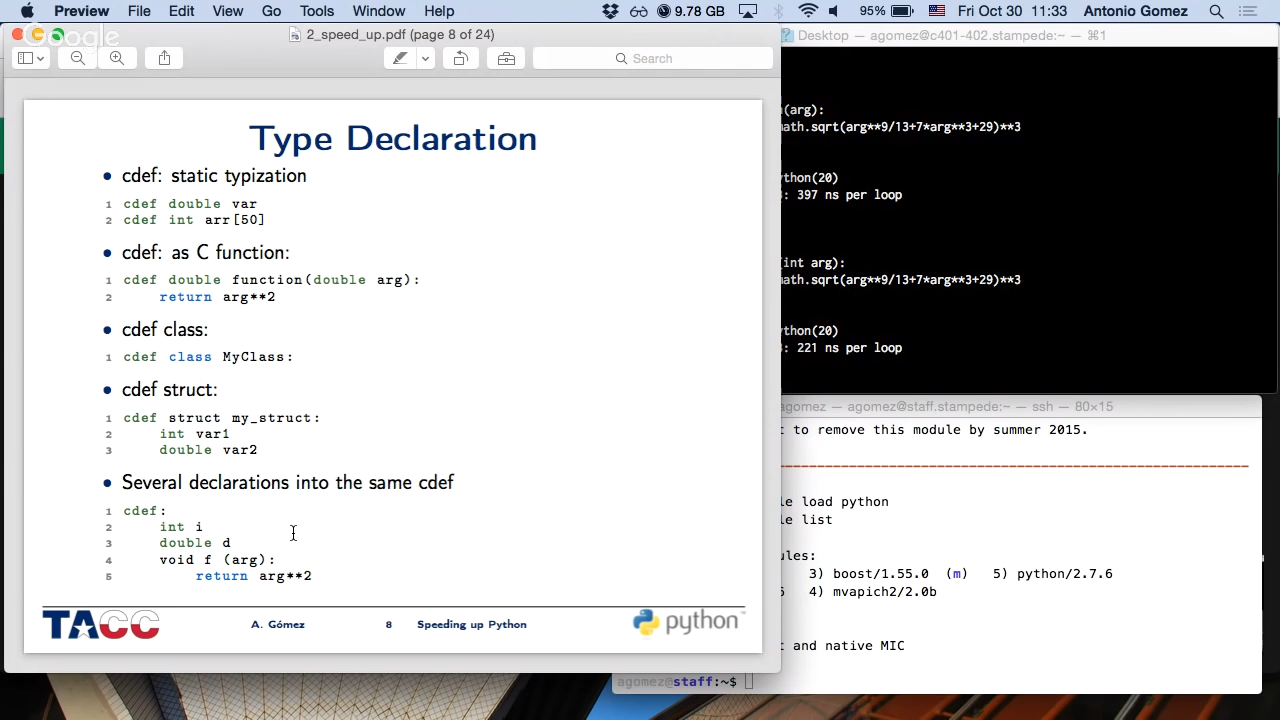 Preview File Edit View Go Tools Window Help 9.78 GB 95% Fri Oct 30 11:33 Antonio Gomez
Google
2_speed_up.pdf (page 8 of 24)
Search
Type Declaration
• cdef: static typization
1 cdef double var
2 cdef int arr[50]
• cdef: as C function:
1 cdef double function(double arg):
2 return arg**2
• cdef class:
1 cdef class MyClass:
• cdef struct:
1 cdef struct my_struct:
2 int var1
3 double var2
• Several declarations into the same cdef
1 cdef:
2 int i
3 double d
4 void f (arg):
5 return arg**2
TACC A. Gómez 8 Speeding up Python python™
Desktop — agomez@c401-402.stampede:~ — ⌘1
(arg):
ath.sqrt(arg**9/13+7*arg**3+29)**3
thon(20)
: 397 ns per loop
(int arg):
ath.sqrt(arg**9/13+7*arg**3+29)**3
thon(20)
: 221 ns per loop
agomez — agomez@staff.stampede:~ — ssh — 80×15
t to remove this module by summer 2015.
--------------------------------------------------------------
le load python
le list
ules:
3) boost/1.55.0 (m) 5) python/2.7.6
6 4) mvapich2/2.0b
t and native MIC
agomez@staff:~$